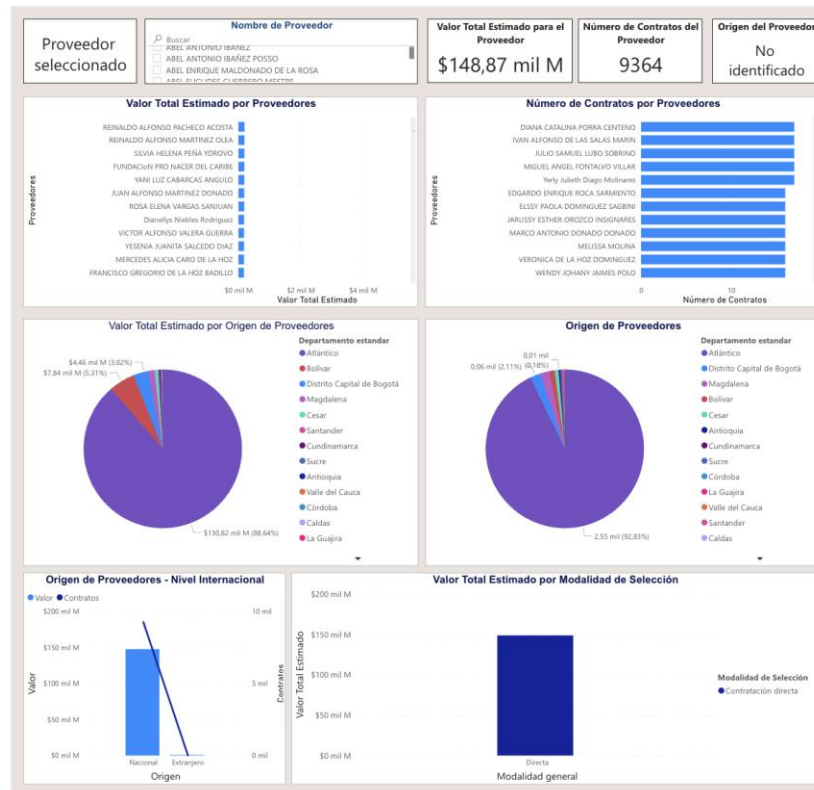 Proveedor
seleccionado
Nombre de Proveedor
Buscar
ABEL ANTONIO IBAÑEZ
ABEL ANTONIO IBAÑEZ POSSO
ABEL ENRIQUE MALDONADO DE LA ROSA
ABEL EUCLIDES GUERRERO MESTRE
Valor Total Estimado para el
Proveedor
$148,87 mil M
Número de Contratos del
Proveedor
9364
Origen del Proveedor
No
identificado
Valor Total Estimado por Proveedores
Proveedores
REINALDO ALFONSO PACHECO ACOSTA
REINALDO ALFONSO MARTINEZ OLEA
SILVIA HELENA PEÑA YDROVO
FUNDACIoN PRO NACER DEL CARIBE
YANI LUZ CABARCAS ANGULO
JUAN ALFONSO MARTINEZ DONADO
ROSA ELENA VARGAS SANJUAN
Dianellys Niebles Rodriguez
VICTOR ALFONSO VALERA GUERRA
YESENIA JUANITA SALCEDO DIAZ
MERCEDES ALICIA CARO DE LA HOZ
FRANCISCO GREGORIO DE LA HOZ BADILLO
$0 mil M $2 mil M $4 mil M
Valor Total Estimado
Número de Contratos por Proveedores
Proveedores
DIANA CATALINA PORRA CENTENO
IVAN ALFONSO DE LAS SALAS MARIN
JULIO SAMUEL LUBO SOBRINO
MIGUEL ANGEL FONTALVO VILLAR
Yerly Julieth Diago Molinares
EDGARDO ENRIQUE ROCA SARMIENTO
ELSSY PAOLA DOMINGUEZ SAGBINI
JARUSSY ESTHER OROZCO INSIGNARES
MARCO ANTONIO DONADO DONADO
MELISSA MOLINA
VERONICA DE LA HOZ DOMINGUEZ
WENDY JOHANY JAIMES POLO
0 10
Número de Contratos
Valor Total Estimado por Origen de Proveedores
$4,46 mil M (3,02%)
$7,84 mil M (5,31%)
$130,82 mil M (88,64%)
Departamento estandar
Atlántico
Bolívar
Distrito Capital de Bogotá
Magdalena
Cesar
Santander
Cundinamarca
Sucre
Antioquia
Valle del Cauca
Córdoba
Caldas
La Guajira
Origen de Proveedores
0,01 mil
(0,18%)
0,06 mil (2,11%)
2,55 mil (92,83%)
Departamento estandar
Atlántico
Distrito Capital de Bogotá
Magdalena
Bolívar
Cesar
Antioquia
Cundinamarca
Sucre
Córdoba
La Guajira
Valle del Cauca
Santander
Caldas
Origen de Proveedores - Nivel Internacional
Valor Contratos
$200 mil M
$150 mil M
$100 mil M
$50 mil M
$0 mil M
Valor
10 mil
5 mil
0 mil
Contratos
Nacional Extranjero
Origen
Valor Total Estimado por Modalidad de Selección
Valor Total Estimado
$200 mil M
$150 mil M
$100 mil M
$50 mil M
$0 mil M
Directa
Modalidad general
Modalidad de Selección
Contratación directa